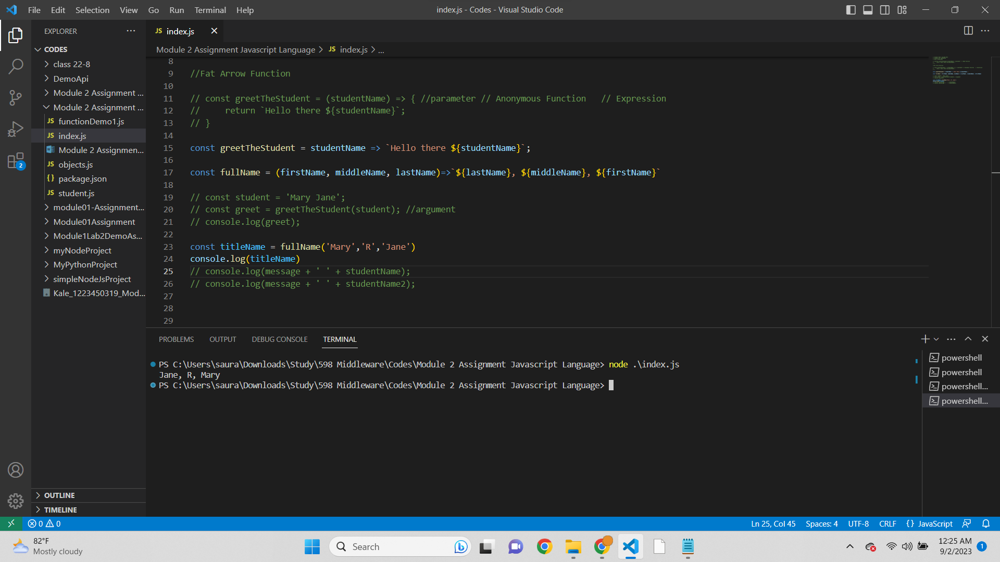 File Edit Selection View Go Run Terminal Help
index.js - Codes - Visual Studio Code
EXPLORER
CODES
class 22-8
DemoApi
Module 2 Assignment ...
Module 2 Assignment ...
JS functionDemo1.js
JS index.js
Module 2 Assignmen...
JS objects.js
{} package.json
JS student.js
module01-Assignment...
Module01Assignment
Module1Lab2DemoAs...
myNodeProject
MyPythonProject
simpleNodeJsProject
Kale_1223450319_Mod...
OUTLINE
TIMELINE
2
JS index.js
Module 2 Assignment Javascript Language > JS index.js > ...
8
9 //Fat Arrow Function
10
11 // const greetTheStudent = (studentName) => { //parameter // Anonymous Function   // Expression
12 //     return `Hello there ${studentName}`;
13 // }
14
15 const greetTheStudent = studentName => `Hello there ${studentName}`;
16
17 const fullName = (firstName, middleName, lastName)=>`${lastName}, ${middleName}, ${firstName}`
18
19 // const student = 'Mary Jane';
20 // const greet = greetTheStudent(student); //argument
21 // console.log(greet);
22
23 const titleName = fullName('Mary','R','Jane')
24 console.log(titleName)
25 // console.log(message + ' ' + studentName);
26 // console.log(message + ' ' + studentName2);
27
28
29
PROBLEMS OUTPUT DEBUG CONSOLE TERMINAL
PS C:\Users\saura\Downloads\Study\598 Middleware\Codes\Module 2 Assignment Javascript Language> node .\index.js
Jane, R, Mary
PS C:\Users\saura\Downloads\Study\598 Middleware\Codes\Module 2 Assignment Javascript Language>
powershell
powershell
powershell...
powershell...
0 0
Ln 25, Col 45 Spaces: 4 UTF-8 CRLF {} JavaScript
82°F
Mostly cloudy
Search
12:25 AM
9/2/2023
1